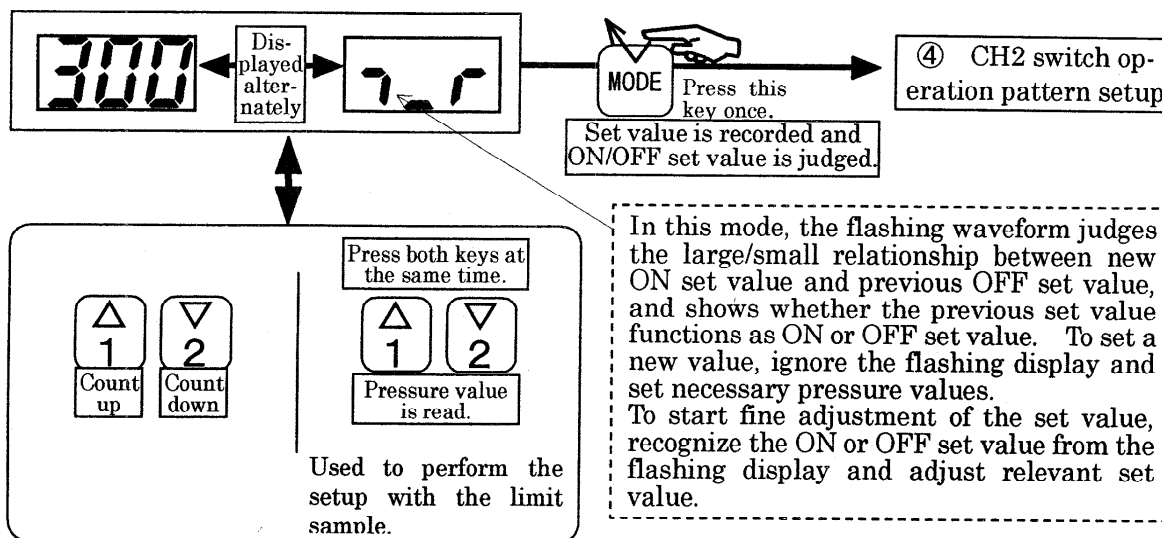 300
Dis-
played
alter-
nately
MODE
Press this
key once.
Set value is recorded and
ON/OFF set value is judged.
④ CH2 switch op-
eration pattern setup
1
Count
up
2
Count
down
Press both keys at
the same time.
1
2
Pressure value
is read.
Used to perform the
setup with the limit
sample.
In this mode, the flashing waveform judges
the large/small relationship between new
ON set value and previous OFF set value,
and shows whether the previous set value
functions as ON or OFF set value. To set a
new value, ignore the flashing display and
set necessary pressure values.
To start fine adjustment of the set value,
recognize the ON or OFF set value from the
flashing display and adjust relevant set
value.